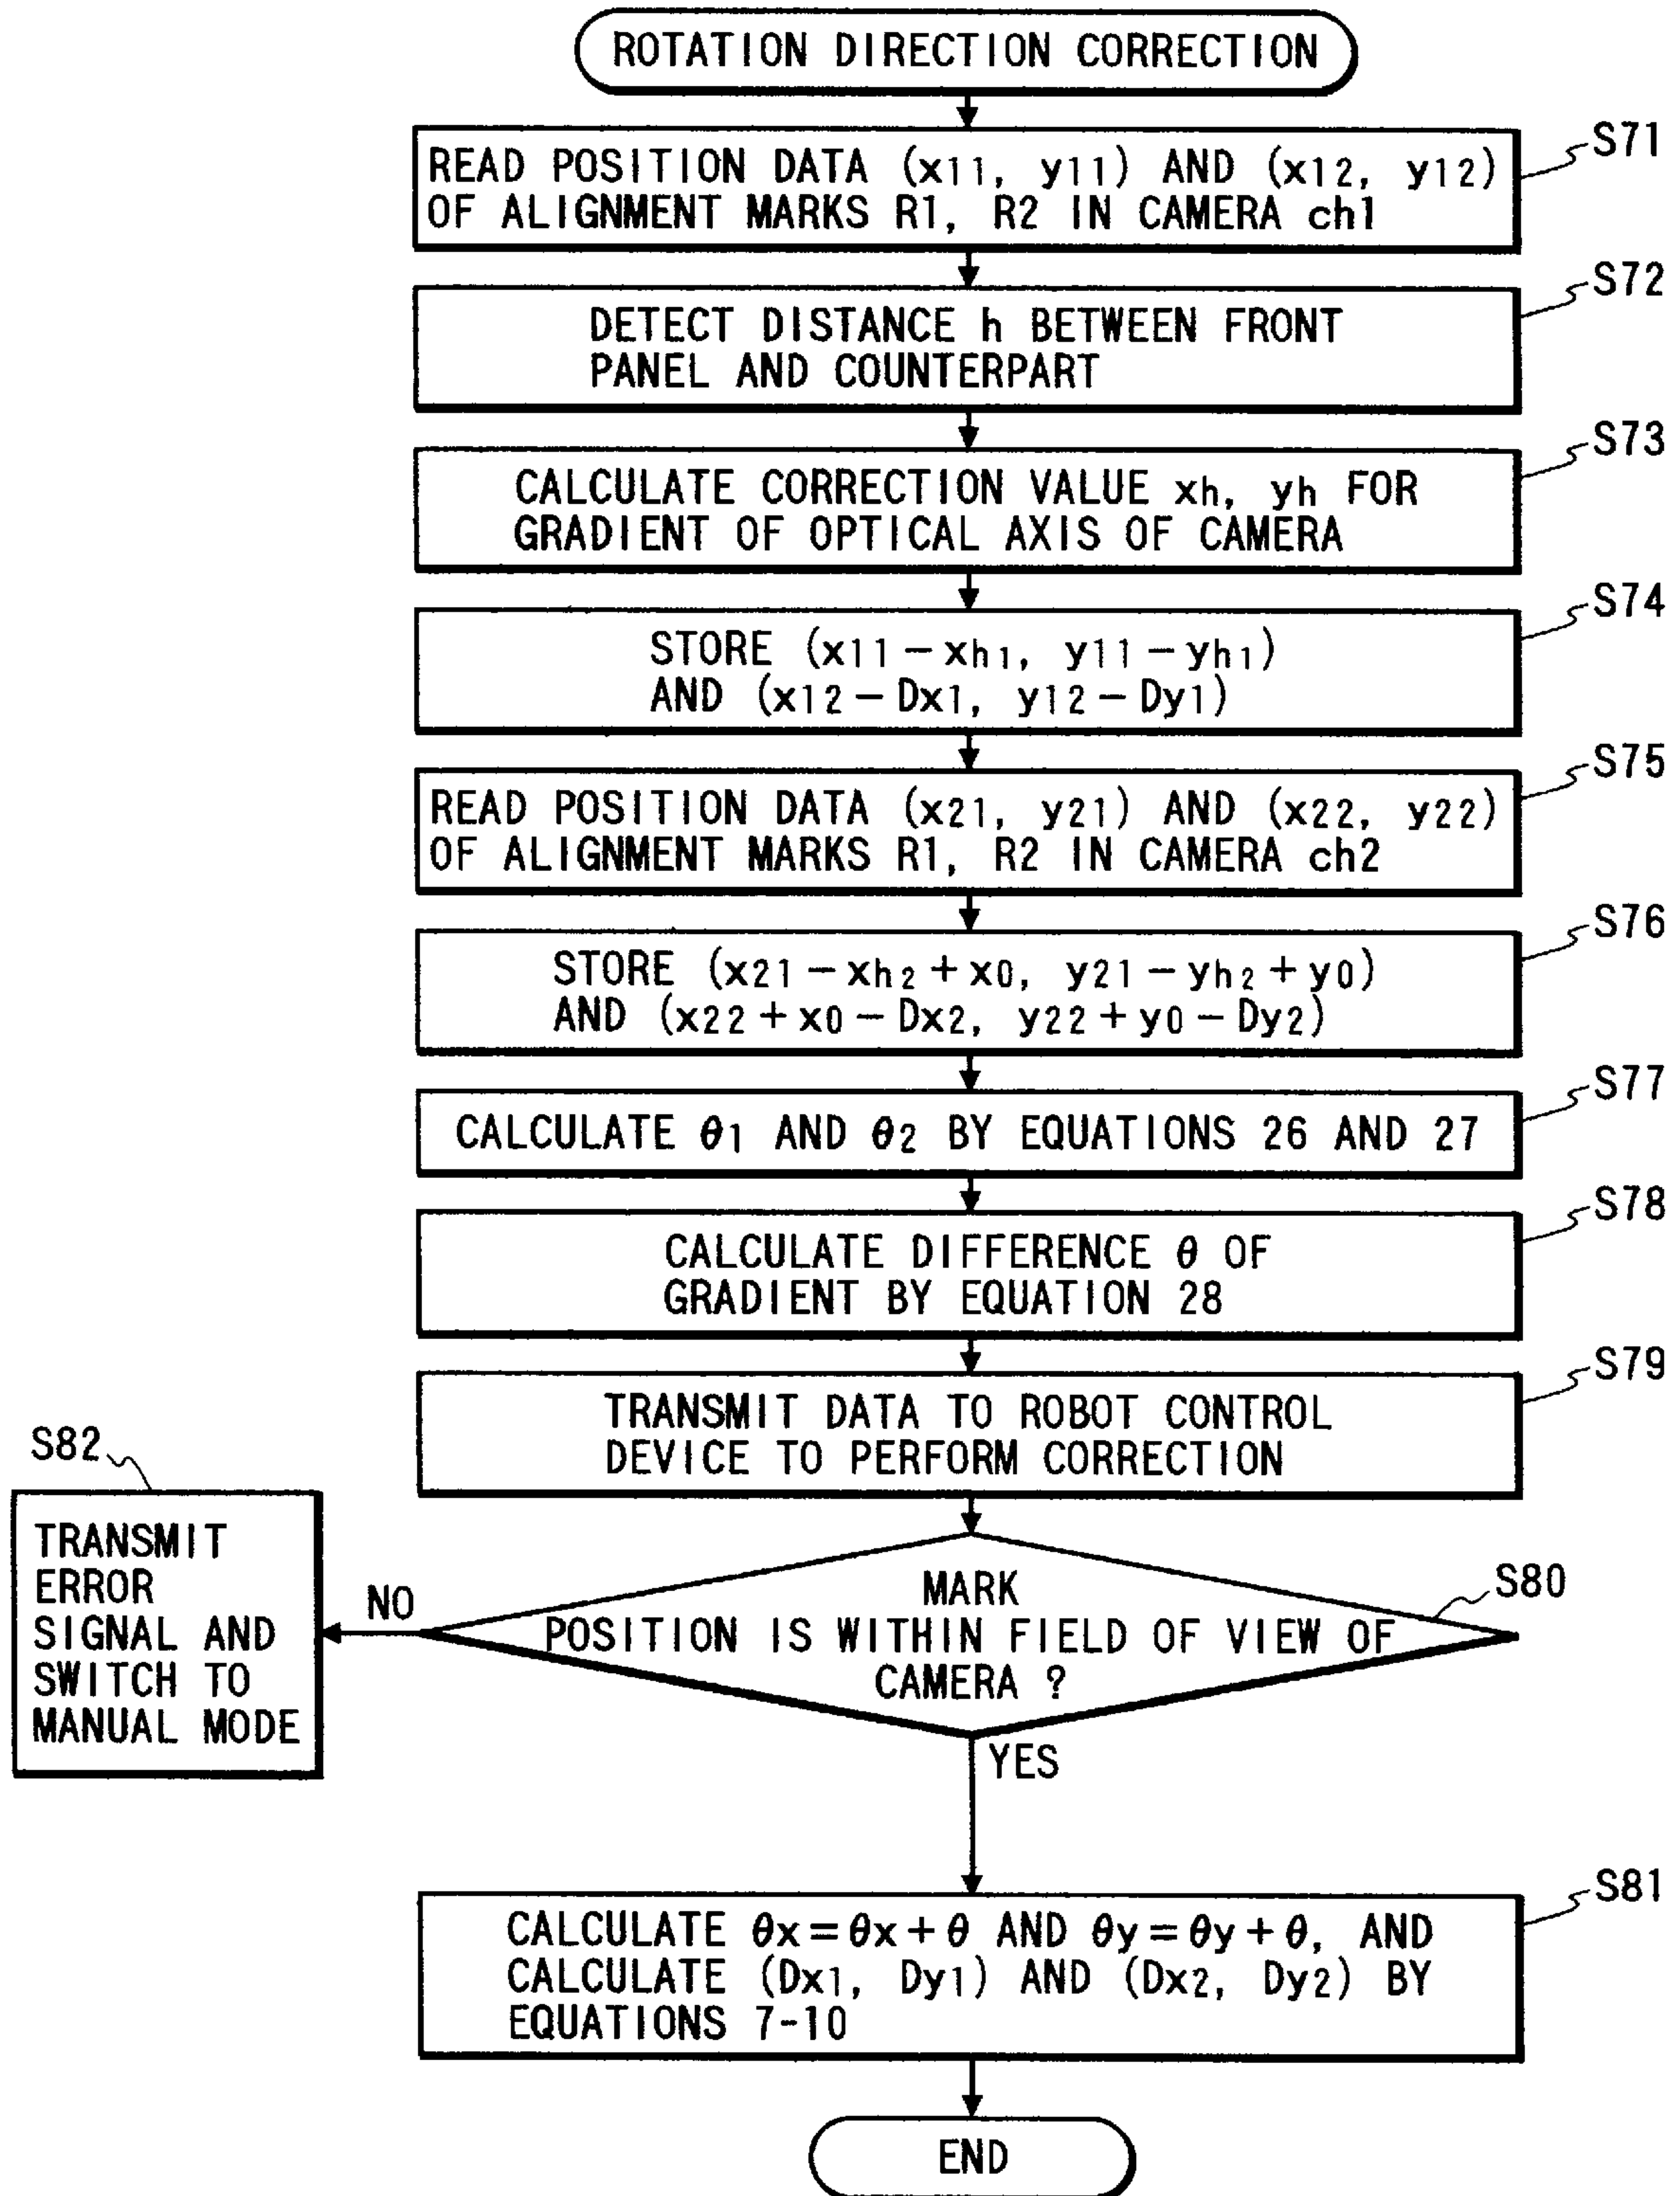 ROTATION DIRECTION CORRECTION
S71
READ POSITION DATA (x11, y11) AND (x12, y12)
OF ALIGNMENT MARKS R1, R2 IN CAMERA ch1
S72
DETECT DISTANCE h BETWEEN FRONT
PANEL AND COUNTERPART
S73
CALCULATE CORRECTION VALUE xh, yh FOR
GRADIENT OF OPTICAL AXIS OF CAMERA
S74
STORE (x11 − xh1, y11 − yh1)
AND (x12 − Dx1, y12 − Dy1)
S75
READ POSITION DATA (x21, y21) AND (x22, y22)
OF ALIGNMENT MARKS R1, R2 IN CAMERA ch2
S76
STORE (x21 − xh2 + x0, y21 − yh2 + y0)
AND (x22 + x0 − Dx2, y22 + y0 − Dy2)
S77
CALCULATE θ1 AND θ2 BY EQUATIONS 26 AND 27
S78
CALCULATE DIFFERENCE θ OF
GRADIENT BY EQUATION 28
S79
TRANSMIT DATA TO ROBOT CONTROL
DEVICE TO PERFORM CORRECTION
S80
MARK
POSITION IS WITHIN FIELD OF VIEW OF
CAMERA ?
NO
S82
TRANSMIT
ERROR
SIGNAL AND
SWITCH TO
MANUAL MODE
YES
S81
CALCULATE θx = θx + θ AND θy = θy + θ, AND
CALCULATE (Dx1, Dy1) AND (Dx2, Dy2) BY
EQUATIONS 7-10
END